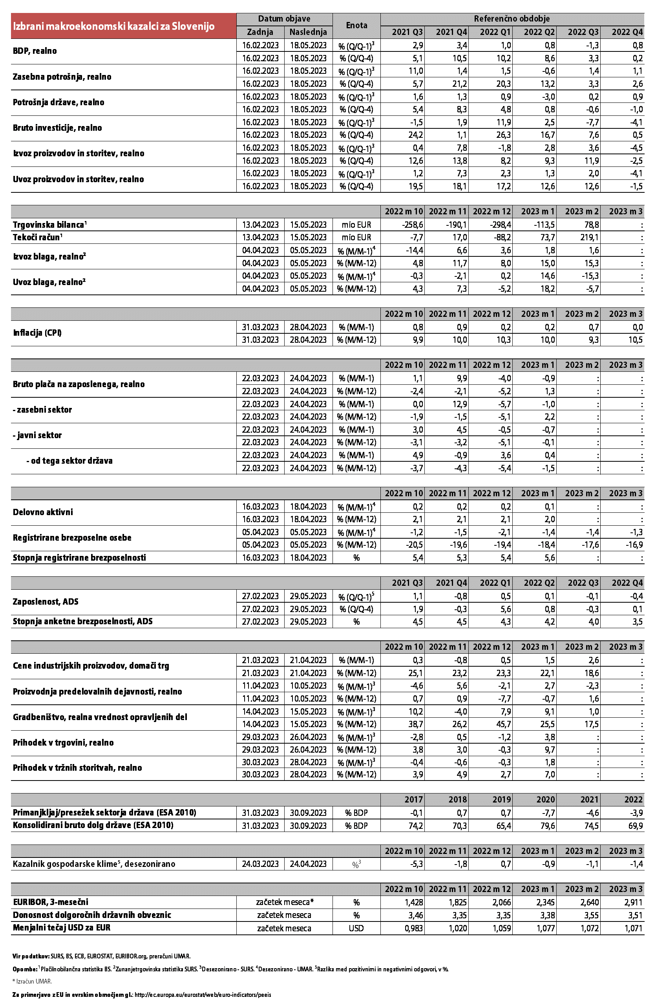 Izbrani makroekonomski kazalci za Slovenijo Datum objave Enota Referenčno obdobje
Zadnja Naslednja 2021 Q3 2021 Q4 2022 Q1 2022 Q2 2022 Q3 2022 Q4
BDP, realno 16.02.2023 18.05.2023 % (Q/Q-1)³ 2,9 3,4 1,0 0,8 -1,3 0,8
16.02.2023 18.05.2023 % (Q/Q-4) 5,1 10,5 10,2 8,6 3,3 0,2
Zasebna potrošnja, realno 16.02.2023 18.05.2023 % (Q/Q-1)³ 11,0 1,4 1,5 -0,6 1,4 1,1
16.02.2023 18.05.2023 % (Q/Q-4) 5,7 21,2 20,3 13,2 3,3 2,6
Potrošnja države, realno 16.02.2023 18.05.2023 % (Q/Q-1)³ 1,6 1,3 0,9 -3,0 0,2 0,9
16.02.2023 18.05.2023 % (Q/Q-4) 5,4 8,3 4,8 0,8 -0,6 -1,0
Bruto investicije, realno 16.02.2023 18.05.2023 % (Q/Q-1)³ -1,5 1,9 11,9 2,5 -7,7 -4,1
16.02.2023 18.05.2023 % (Q/Q-4) 24,2 1,1 26,3 16,7 7,6 0,5
Izvoz proizvodov in storitev, realno 16.02.2023 18.05.2023 % (Q/Q-1)³ 0,4 7,8 -1,8 2,8 3,6 -4,5
16.02.2023 18.05.2023 % (Q/Q-4) 12,6 13,8 8,2 9,3 11,9 -2,5
Uvoz proizvodov in storitev, realno 16.02.2023 18.05.2023 % (Q/Q-1)³ 1,2 7,3 2,3 1,3 2,0 -4,1
16.02.2023 18.05.2023 % (Q/Q-4) 19,5 18,1 17,2 12,6 12,6 -1,5
2022 m 10 2022 m 11 2022 m 12 2023 m 1 2023 m 2 2023 m 3
Trgovinska bilanca¹ 13.04.2023 15.05.2023 mio EUR -258,6 -190,1 -298,4 -113,5 78,8 :
Tekoči račun¹ 13.04.2023 15.05.2023 mio EUR -7,7 17,0 -88,2 73,7 219,1 :
Izvoz blaga, realno² 04.04.2023 05.05.2023 % (M/M-1)⁴ -14,4 6,6 3,6 1,8 1,6 :
04.04.2023 05.05.2023 % (M/M-12) 4,8 11,7 8,0 15,0 15,3 :
Uvoz blaga, realno² 04.04.2023 05.05.2023 % (M/M-1)⁴ -0,3 -2,1 0,2 14,6 -15,3 :
04.04.2023 05.05.2023 % (M/M-12) 4,3 7,3 -5,2 18,2 -5,7 :
2022 m 10 2022 m 11 2022 m 12 2023 m 1 2023 m 2 2023 m 3
Inflacija (CPI) 31.03.2023 28.04.2023 % (M/M-1) 0,8 0,9 0,2 0,2 0,7 0,0
31.03.2023 28.04.2023 % (M/M-12) 9,9 10,0 10,3 10,0 9,3 10,5
2022 m 10 2022 m 11 2022 m 12 2023 m 1 2023 m 2 2023 m 3
Bruto plača na zaposlenega, realno 22.03.2023 24.04.2023 % (M/M-1) 1,1 9,9 -4,0 -0,9 : :
22.03.2023 24.04.2023 % (M/M-12) -2,4 -2,1 -5,2 1,3 : :
- zasebni sektor 22.03.2023 24.04.2023 % (M/M-1) 0,0 12,9 -5,7 -1,0 : :
22.03.2023 24.04.2023 % (M/M-12) -1,9 -1,5 -5,1 2,2 : :
- javni sektor 22.03.2023 24.04.2023 % (M/M-1) 3,0 4,5 -0,5 -0,7 : :
22.03.2023 24.04.2023 % (M/M-12) -3,1 -3,2 -5,1 -0,1 : :
- od tega sektor država 22.03.2023 24.04.2023 % (M/M-1) 4,9 -0,9 3,6 0,4 : :
22.03.2023 24.04.2023 % (M/M-12) -3,7 -4,3 -5,4 -1,5 : :
2022 m 10 2022 m 11 2022 m 12 2023 m 1 2023 m 2 2023 m 3
Delovno aktivni 16.03.2023 18.04.2023 % (M/M-1)⁴ 0,2 0,2 0,2 0,1 : :
16.03.2023 18.04.2023 % (M/M-12) 2,1 2,1 2,1 2,0 : :
Registrirane brezposelne osebe 05.04.2023 05.05.2023 % (M/M-1)⁴ -1,2 -1,5 -2,1 -1,4 -1,4 -1,3
05.04.2023 05.05.2023 % (M/M-12) -20,5 -19,6 -19,4 -18,4 -17,6 -16,9
Stopnja registrirane brezposelnosti 16.03.2023 18.04.2023 % 5,4 5,3 5,4 5,6 : :
2021 Q3 2021 Q4 2022 Q1 2022 Q2 2022 Q3 2022 Q4
Zaposlenost, ADS 27.02.2023 29.05.2023 % (Q/Q-1)⁵ 1,1 -0,8 0,5 0,1 -0,1 -0,4
27.02.2023 29.05.2023 % (Q/Q-4) 1,9 -0,3 5,6 0,8 -0,3 0,1
Stopnja anketne brezposelnosti, ADS 27.02.2023 29.05.2023 % 4,5 4,5 4,3 4,2 4,0 3,5
2022 m 10 2022 m 11 2022 m 12 2023 m 1 2023 m 2 2023 m 3
Cene industrijskih proizvodov, domači trg 21.03.2023 21.04.2023 % (M/M-1) 0,3 -0,8 0,5 1,5 2,6 :
21.03.2023 21.04.2023 % (M/M-12) 25,1 23,2 23,3 22,1 18,6 :
Proizvodnja predelovalnih dejavnosti, realno 11.04.2023 10.05.2023 % (M/M-1)³ -4,6 5,6 -2,1 2,7 -2,3 :
11.04.2023 10.05.2023 % (M/M-12) 0,7 0,9 -7,7 -0,7 1,6 :
Gradbeništvo, realna vrednost opravljenih del 14.04.2023 15.05.2023 % (M/M-1)³ 10,2 -4,0 7,9 9,1 1,0 :
14.04.2023 15.05.2023 % (M/M-12) 38,7 26,2 45,7 25,5 17,5 :
Prihodek v trgovini, realno 29.03.2023 26.04.2023 % (M/M-1)³ -2,8 0,5 -1,2 3,8 : :
29.03.2023 26.04.2023 % (M/M-12) 3,8 3,0 -0,3 9,7 : :
Prihodek v tržnih storitvah, realno 30.03.2023 28.04.2023 % (M/M-1)³ -0,4 -0,6 -0,3 1,8 : :
30.03.2023 28.04.2023 % (M/M-12) 3,9 4,9 2,7 7,0 : :
2017 2018 2019 2020 2021 2022
Primanjkljaj/presežek sektorja država (ESA 2010) 31.03.2023 30.09.2023 % BDP -0,1 0,7 0,7 -7,7 -4,6 -3,9
Konsolidirani bruto dolg države (ESA 2010) 31.03.2023 30.09.2023 % BDP 74,2 70,3 65,4 79,6 74,5 69,9
2022 m 10 2022 m 11 2022 m 12 2023 m 1 2023 m 2 2023 m 3
Kazalnik gospodarske klime⁵, desezonirano 24.03.2023 24.04.2023 %³ -5,3 -1,8 0,7 -0,9 -1,1 -1,4
2022 m 10 2022 m 11 2022 m 12 2023 m 1 2023 m 2 2023 m 3
EURIBOR, 3-mesečni začetek meseca* % 1,428 1,825 2,066 2,345 2,640 2,911
Donosnost dolgoročnih državnih obveznic začetek meseca % 3,46 3,35 3,35 3,38 3,55 3,51
Menjalni tečaj USD za EUR začetek meseca USD 0,983 1,020 1,059 1,077 1,072 1,071
Vir podatkov: SURS, BS, ECB, EUROSTAT, EURIBOR.org, preračuni UMAR.
Opombe: ¹Plačilnobilančna statistika BS. ²Zunanjetrgovinska statistika SURS. ³Desezonirano - SURS. ⁴Desezonirano - UMAR. ⁵Razlika med pozitivnimi in negativnimi odgovori, v %.
* Izračun UMAR.
Za primerjavo z EU in evrskim območjem gl.: http://ec.europa.eu/eurostat/web/euro-indicators/peeis